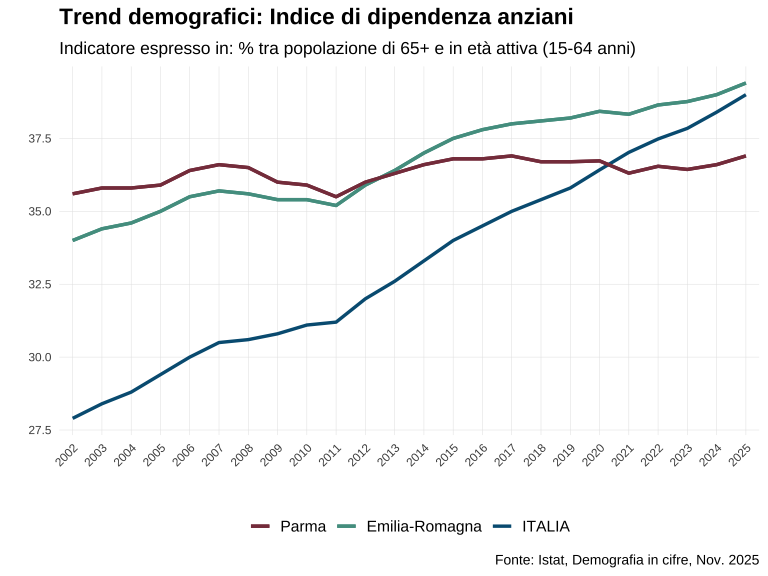 Trend demografici: Indice di dipendenza anziani
Indicatore espresso in: % tra popolazione di 65+ e in età attiva (15-64 anni)
37.5
35.0
32.5
30.0
27.5
2002 2003 2004 2005 2006 2007 2008 2009 2010 2011 2012 2013 2014 2015 2016 2017 2018 2019 2020 2021 2022 2023 2024 2025
Parma Emilia-Romagna ITALIA
Fonte: Istat, Demografia in cifre, Nov. 2025